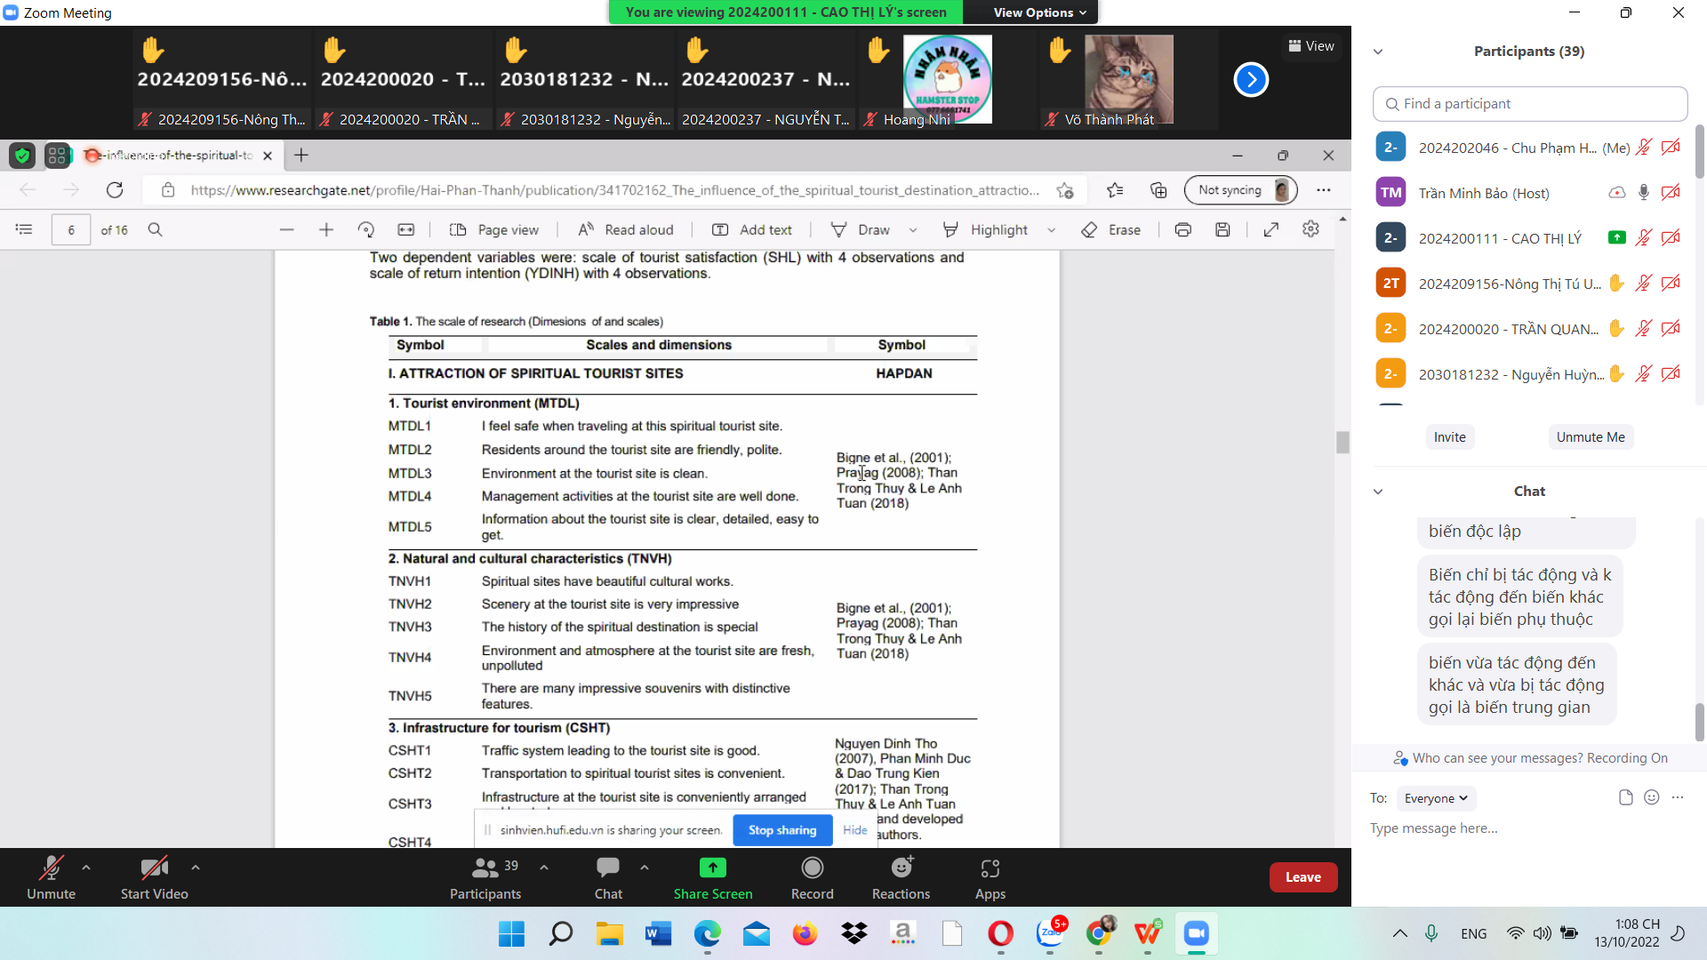 Zoom Meeting
You are viewing 2024200111 - CAO THỊ LÝ's screen
View Options
2024209156-Nô...
2024200020 - T...
2030181232 - N...
2024200237 - N...
NHĂM NHĂM
HAMSTER STOP
View
2024209156-Nông Th...
2024200020 - TRẦN ...
2030181232 - Nguyễn...
2024200237 - NGUYỄN T...
Hoang Nhi
Võ Thành Phát
Participants (39)
Find a participant
2- 2024202046 - Chu Phạm H... (Me)
TM Trần Minh Bảo (Host)
2- 2024200111 - CAO THỊ LÝ
2T 2024209156-Nông Thị Tú U...
2- 2024200020 - TRẦN QUAN...
2- 2030181232 - Nguyễn Huỳn...
Invite
Unmute Me
Chat
biến độc lập
Biến chỉ bị tác động và k
tác động đến biến khác
gọi lại biến phụ thuộc
biến vừa tác động đến
khác và vừa bị tác động
gọi là biến trung gian
Who can see your messages? Recording On
To: Everyone
Type message here...
The-influence-of-the-spiritual-to
https://www.researchgate.net/profile/Hai-Phan-Thanh/publication/341702162_The_influence_of_the_spiritual_tourist_destination_attractio...
Not syncing
6 of 16
Page view
Read aloud
Add text
Draw
Highlight
Erase
Two dependent variables were: scale of tourist satisfaction (SHL) with 4 observations and
scale of return intention (YDINH) with 4 observations.
Table 1. The scale of research (Dimesions of and scales)
Symbol Scales and dimensions Symbol
I. ATTRACTION OF SPIRITUAL TOURIST SITES HAPDAN
1. Tourist environment (MTDL)
MTDL1 I feel safe when traveling at this spiritual tourist site.
MTDL2 Residents around the tourist site are friendly, polite.
MTDL3 Environment at the tourist site is clean.
MTDL4 Management activities at the tourist site are well done.
MTDL5 Information about the tourist site is clear, detailed, easy to
get.
Bigne et al., (2001);
Prayag (2008); Than
Trong Thuy & Le Anh
Tuan (2018)
2. Natural and cultural characteristics (TNVH)
TNVH1 Spiritual sites have beautiful cultural works.
TNVH2 Scenery at the tourist site is very impressive
TNVH3 The history of the spiritual destination is special
TNVH4 Environment and atmosphere at the tourist site are fresh,
unpolluted
TNVH5 There are many impressive souvenirs with distinctive
features.
Bigne et al., (2001);
Prayag (2008); Than
Trong Thuy & Le Anh
Tuan (2018)
3. Infrastructure for tourism (CSHT)
CSHT1 Traffic system leading to the tourist site is good.
CSHT2 Transportation to spiritual tourist sites is convenient.
CSHT3 Infrastructure at the tourist site is conveniently arranged
CSHT4
Nguyen Dinh Tho
(2007), Phan Minh Duc
& Dao Trung Kien
(2017); Than Trong
Thuy & Le Anh Tuan
and developed
authors.
sinhvien.hufi.edu.vn is sharing your screen.
Stop sharing
Hide
Unmute
Start Video
Participants 39
Chat
Share Screen
Record
Reactions
Apps
Leave
Zalo
5+
ENG
1:08 CH
13/10/2022